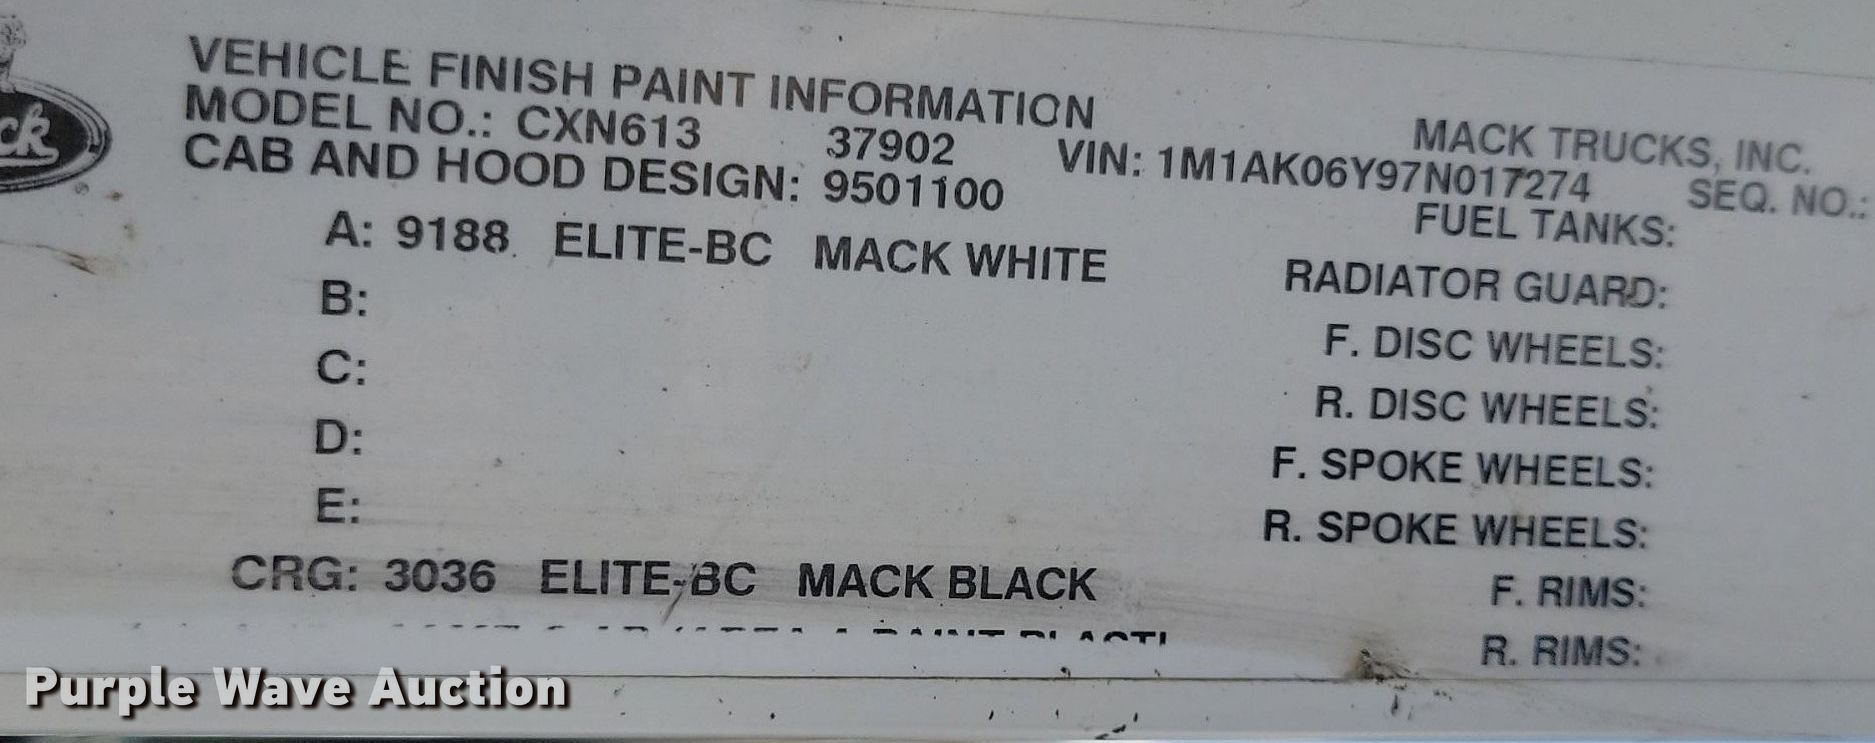 ck
VEHICLE FINISH PAINT INFORMATION
MACK TRUCKS, INC.
MODEL NO.: CXN613 37902 VIN: 1M1AK06Y97N017274 SEQ. NO.:
CAB AND HOOD DESIGN: 9501100
FUEL TANKS:
A: 9188 ELITE-BC MACK WHITE
RADIATOR GUARD:
B:
F. DISC WHEELS:
C:
R. DISC WHEELS:
D:
F. SPOKE WHEELS:
E:
R. SPOKE WHEELS:
CRG: 3036 ELITE-BC MACK BLACK
F. RIMS:
R. RIMS:
Purple Wave Auction